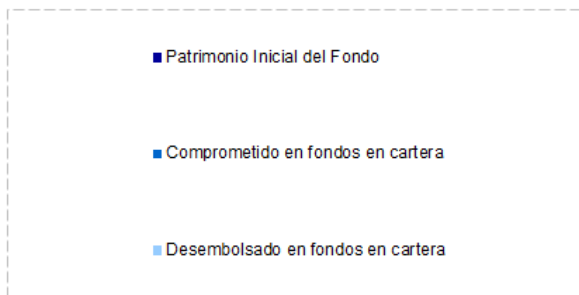 Patrimonio Inicial del Fondo
Comprometido en fondos en cartera
Desembolsado en fondos en cartera